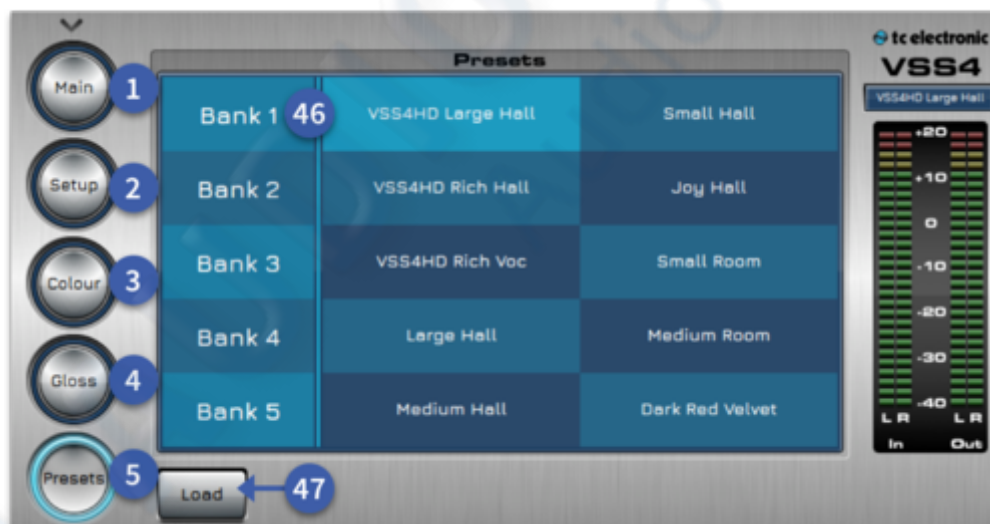 Presets
tc electronic
VSS4
VSS4HD Large Hall
Main 1
Setup 2
Colour 3
Gloss 4
Presets 5
Bank 1 46 VSS4HD Large Hall Small Hall
Bank 2 VSS4HD Rich Hall Joy Hall
Bank 3 VSS4HD Rich Voc Small Room
Bank 4 Large Hall Medium Room
Bank 5 Medium Hall Dark Red Velvet
Load 47
+20
+10
0
-10
-20
-30
-40
L R L R
In Out